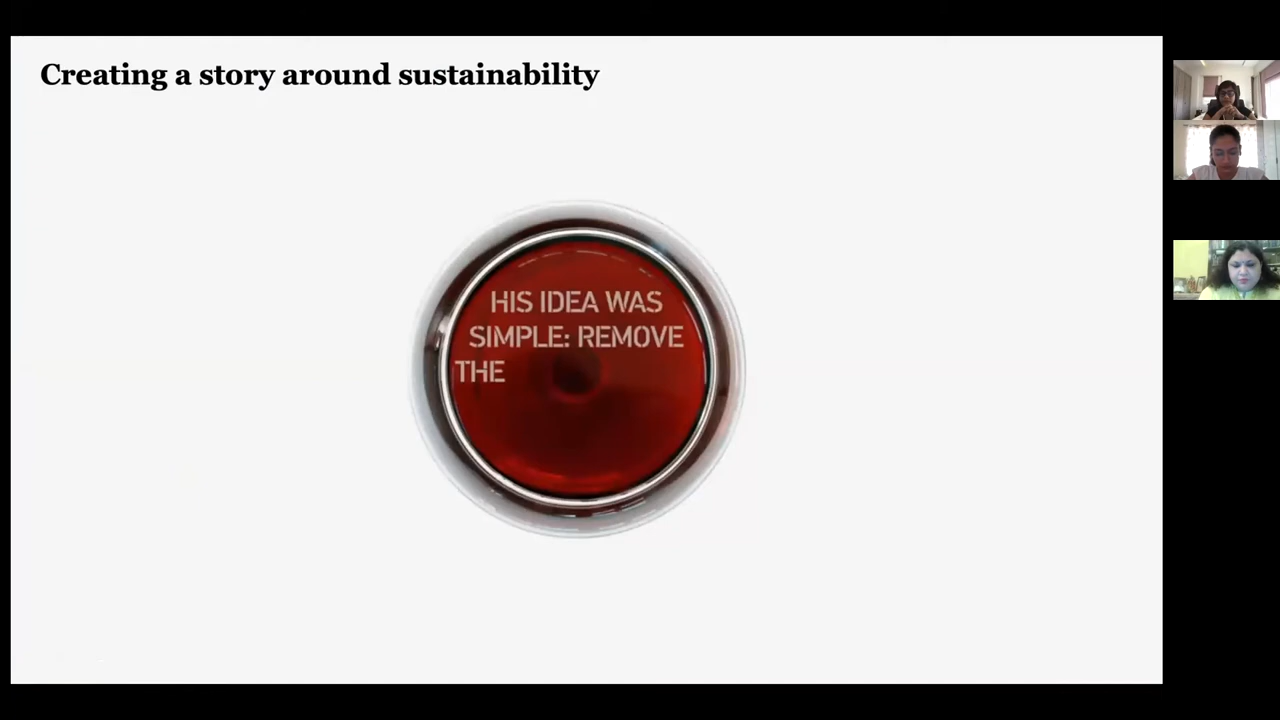 Creating a story around sustainability
HIS IDEA WAS
SIMPLE: REMOVE
THE